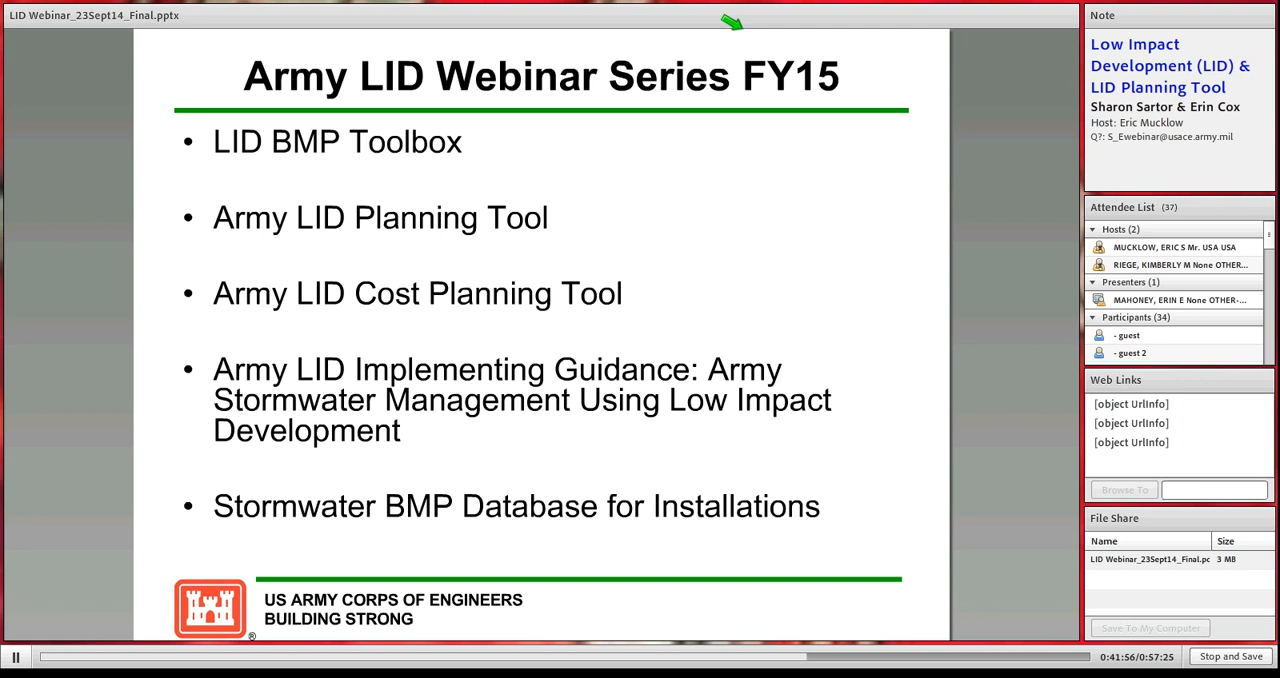 LID Webinar_23Sept14_Final.pptx
Army LID Webinar Series FY15
• LID BMP Toolbox
• Army LID Planning Tool
• Army LID Cost Planning Tool
• Army LID Implementing Guidance: Army
Stormwater Management Using Low Impact
Development
• Stormwater BMP Database for Installations
US ARMY CORPS OF ENGINEERS
BUILDING STRONG
®
Note
Low Impact
Development (LID) &
LID Planning Tool
Sharon Sartor & Erin Cox
Host: Eric Mucklow
Q?: S_Ewebinar@usace.army.mil
Attendee List (37)
Hosts (2)
MUCKLOW, ERIC S Mr. USA USA
RIEGE, KIMBERLY M None OTHER...
Presenters (1)
MAHONEY, ERIN E None OTHER-...
Participants (34)
- guest
- guest 2
Web Links
[object UrlInfo]
[object UrlInfo]
[object UrlInfo]
Browse To
File Share
Name Size
LID Webinar_23Sept14_Final.pc 3 MB
Save To My Computer
0:41:56/0:57:25
Stop and Save